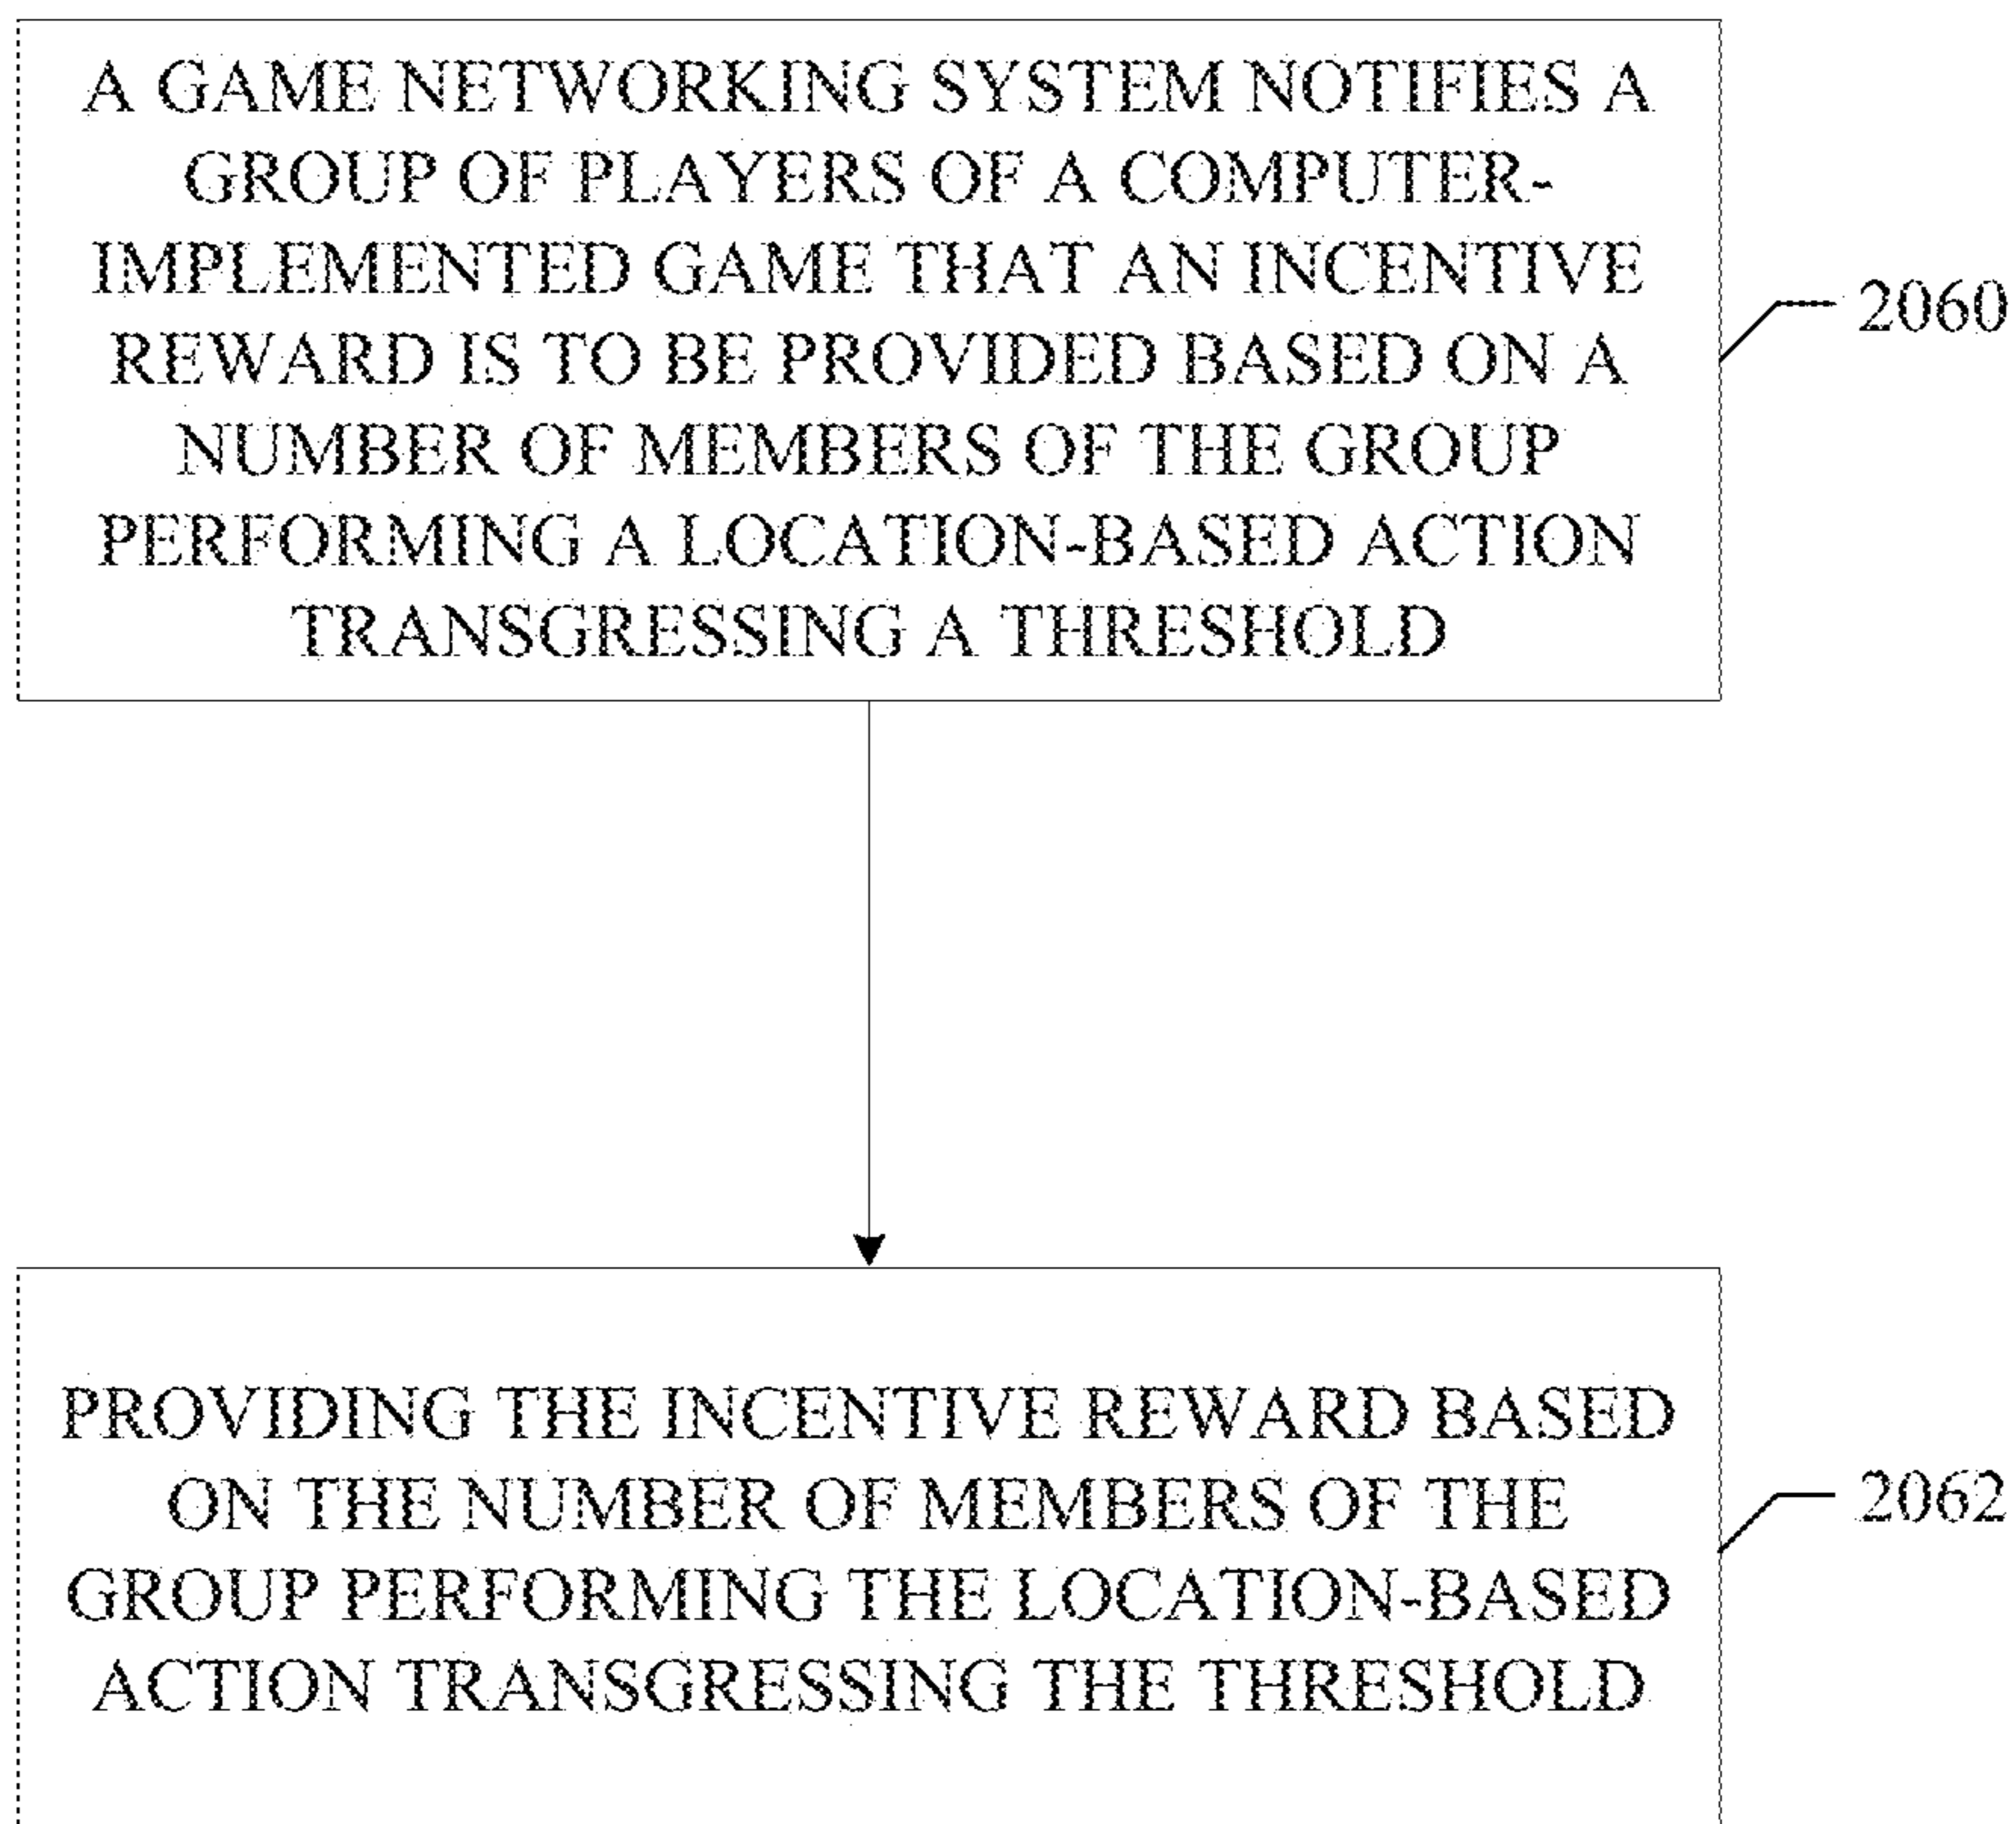 A GAME NETWORKING SYSTEM NOTIFIES A
GROUP OF PLAYERS OF A COMPUTER-
IMPLEMENTED GAME THAT AN INCENTIVE
REWARD IS TO BE PROVIDED BASED ON A
NUMBER OF MEMBERS OF THE GROUP
PERFORMING A LOCATION-BASED ACTION
TRANSGRESSING A THRESHOLD
2060
PROVIDING THE INCENTIVE REWARD BASED
ON THE NUMBER OF MEMBERS OF THE
GROUP PERFORMING THE LOCATION-BASED
ACTION TRANSGRESSING THE THRESHOLD
2062